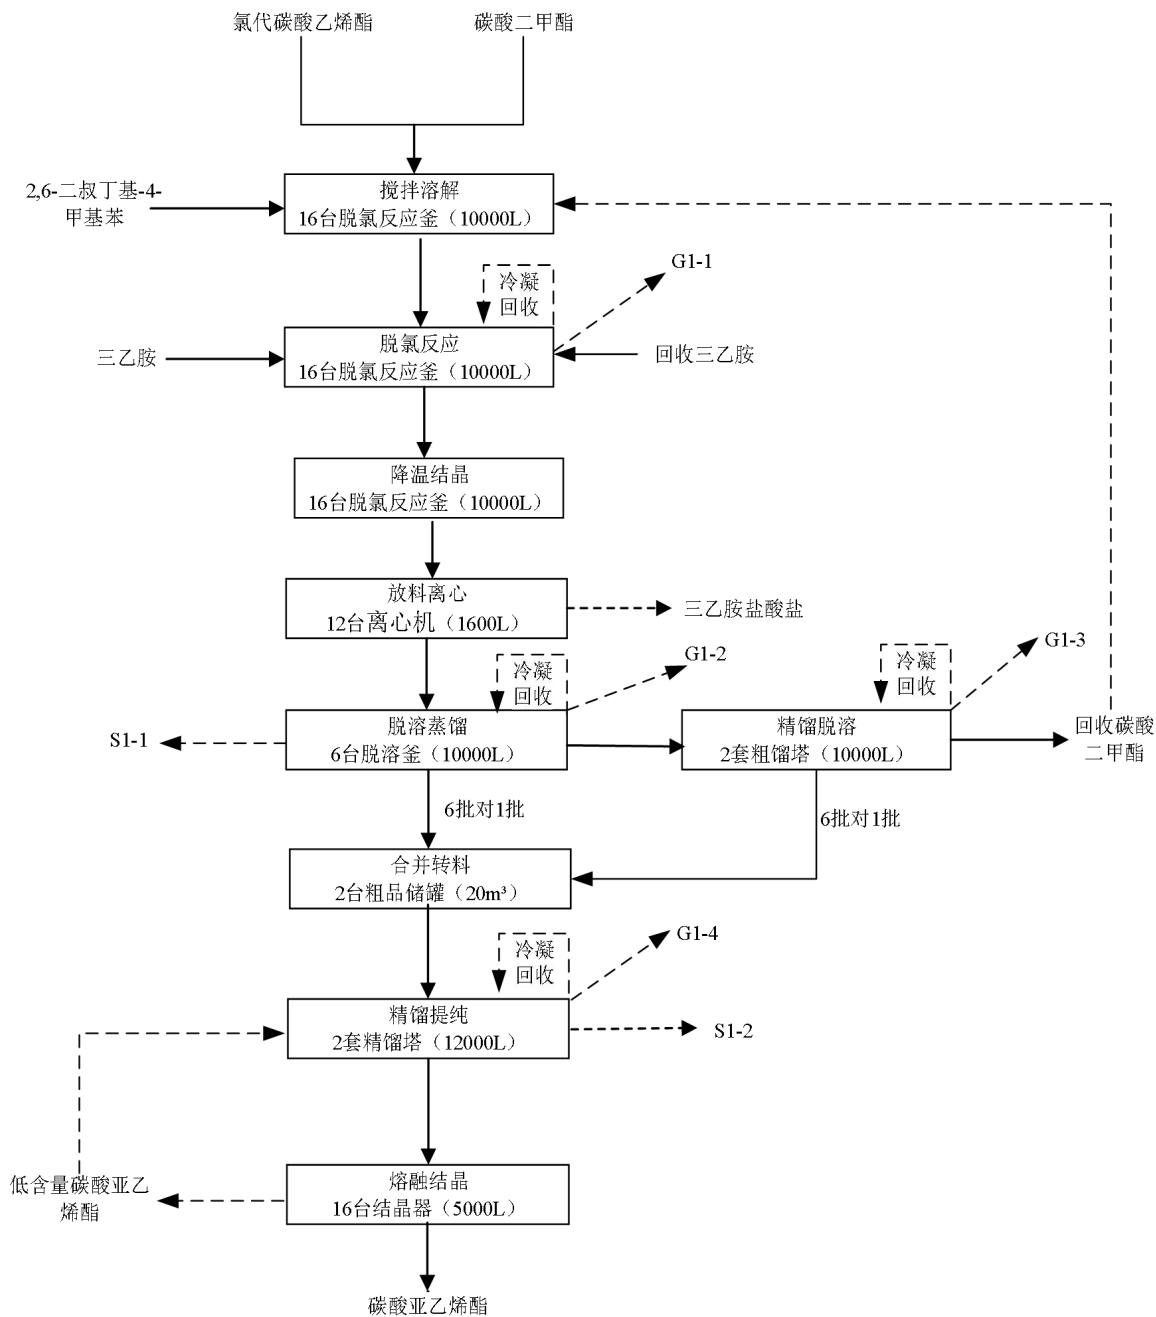 氯代碳酸乙烯酯
碳酸二甲酯
2,6-二叔丁基-4-
甲基苯
搅拌溶解
16台脱氯反应釜（10000L）
冷凝
回收
G1-1
三乙胺
脱氯反应
16台脱氯反应釜（10000L）
回收三乙胺
降温结晶
16台脱氯反应釜（10000L）
放料离心
12台离心机（1600L）
三乙胺盐酸盐
冷凝
回收
G1-2
冷凝
回收
G1-3
S1-1
脱溶蒸馏
6台脱溶釜（10000L）
精馏脱溶
2套粗馏塔（10000L）
回收碳酸
二甲酯
6批对1批
6批对1批
合并转料
2台粗品储罐（20m³）
冷凝
回收
G1-4
精馏提纯
2套精馏塔（12000L）
S1-2
低含量碳酸亚乙
烯酯
熔融结晶
16台结晶器（5000L）
碳酸亚乙烯酯